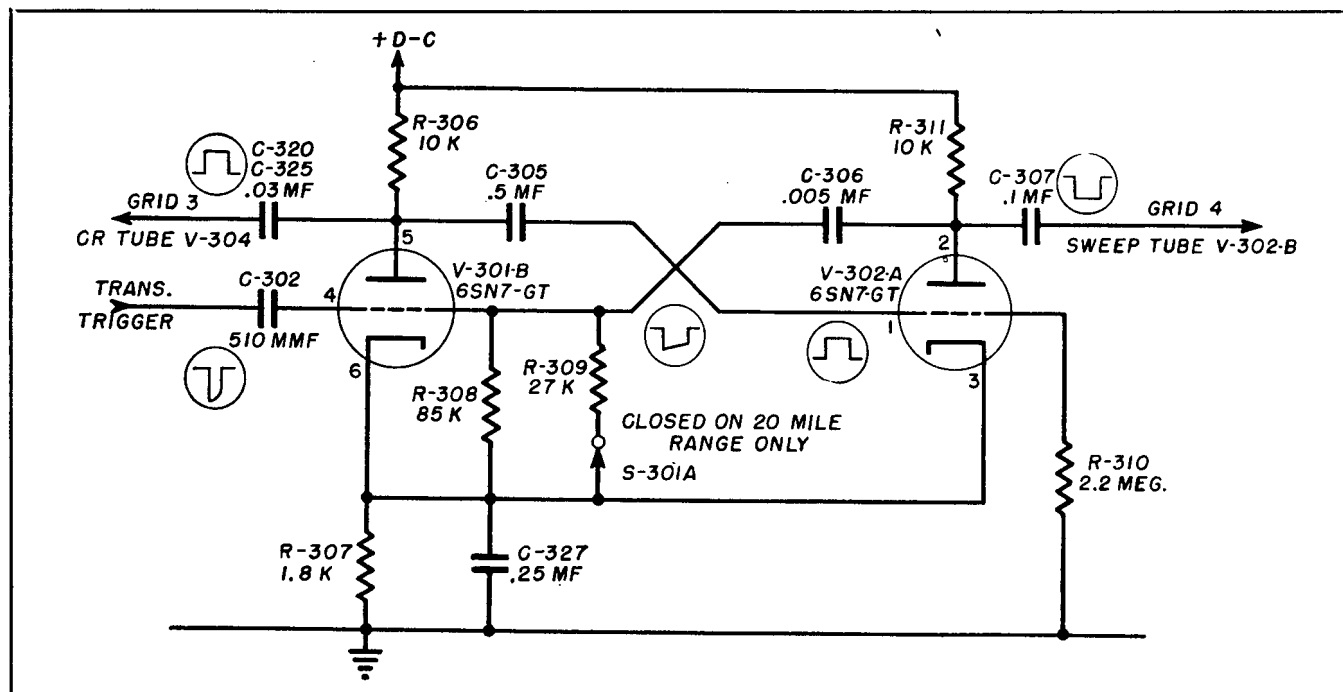 +D-C
R-306
10 K
R-311
10 K
C-320
C-325
.03 MF
C-305
.5 MF
C-306
.005 MF
C-307
.1 MF
GRID 3
CR TUBE V-304
GRID 4
SWEEP TUBE V-302-B
5
2
C-302
V-301-B
6SN7-GT
V-302-A
6SN7-GT
TRANS.
TRIGGER
4
1
510 MMF
6
3
R-309
27 K
R-308
85 K
CLOSED ON 20 MILE
RANGE ONLY
S-301A
R-310
2.2 MEG.
R-307
1.8 K
C-327
.25 MF